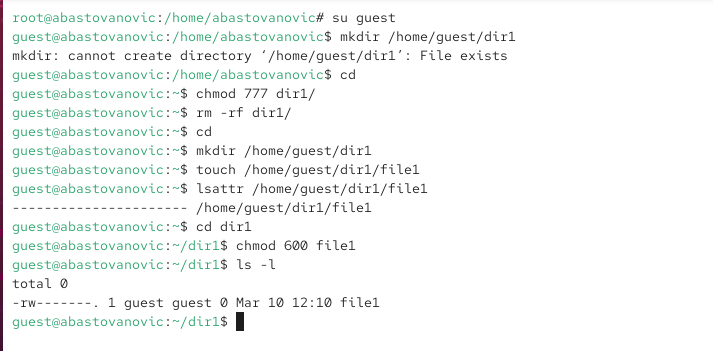 root@abastovanovic:/home/abastovanovic# su guest
guest@abastovanovic:/home/abastovanovic$ mkdir /home/guest/dir1
mkdir: cannot create directory ‘/home/guest/dir1’: File exists
guest@abastovanovic:/home/abastovanovic$ cd
guest@abastovanovic:~$ chmod 777 dir1/
guest@abastovanovic:~$ rm -rf dir1/
guest@abastovanovic:~$ cd
guest@abastovanovic:~$ mkdir /home/guest/dir1
guest@abastovanovic:~$ touch /home/guest/dir1/file1
guest@abastovanovic:~$ lsattr /home/guest/dir1/file1
---------------------- /home/guest/dir1/file1
guest@abastovanovic:~$ cd dir1
guest@abastovanovic:~/dir1$ chmod 600 file1
guest@abastovanovic:~/dir1$ ls -l
total 0
-rw-------. 1 guest guest 0 Mar 10 12:10 file1
guest@abastovanovic:~/dir1$